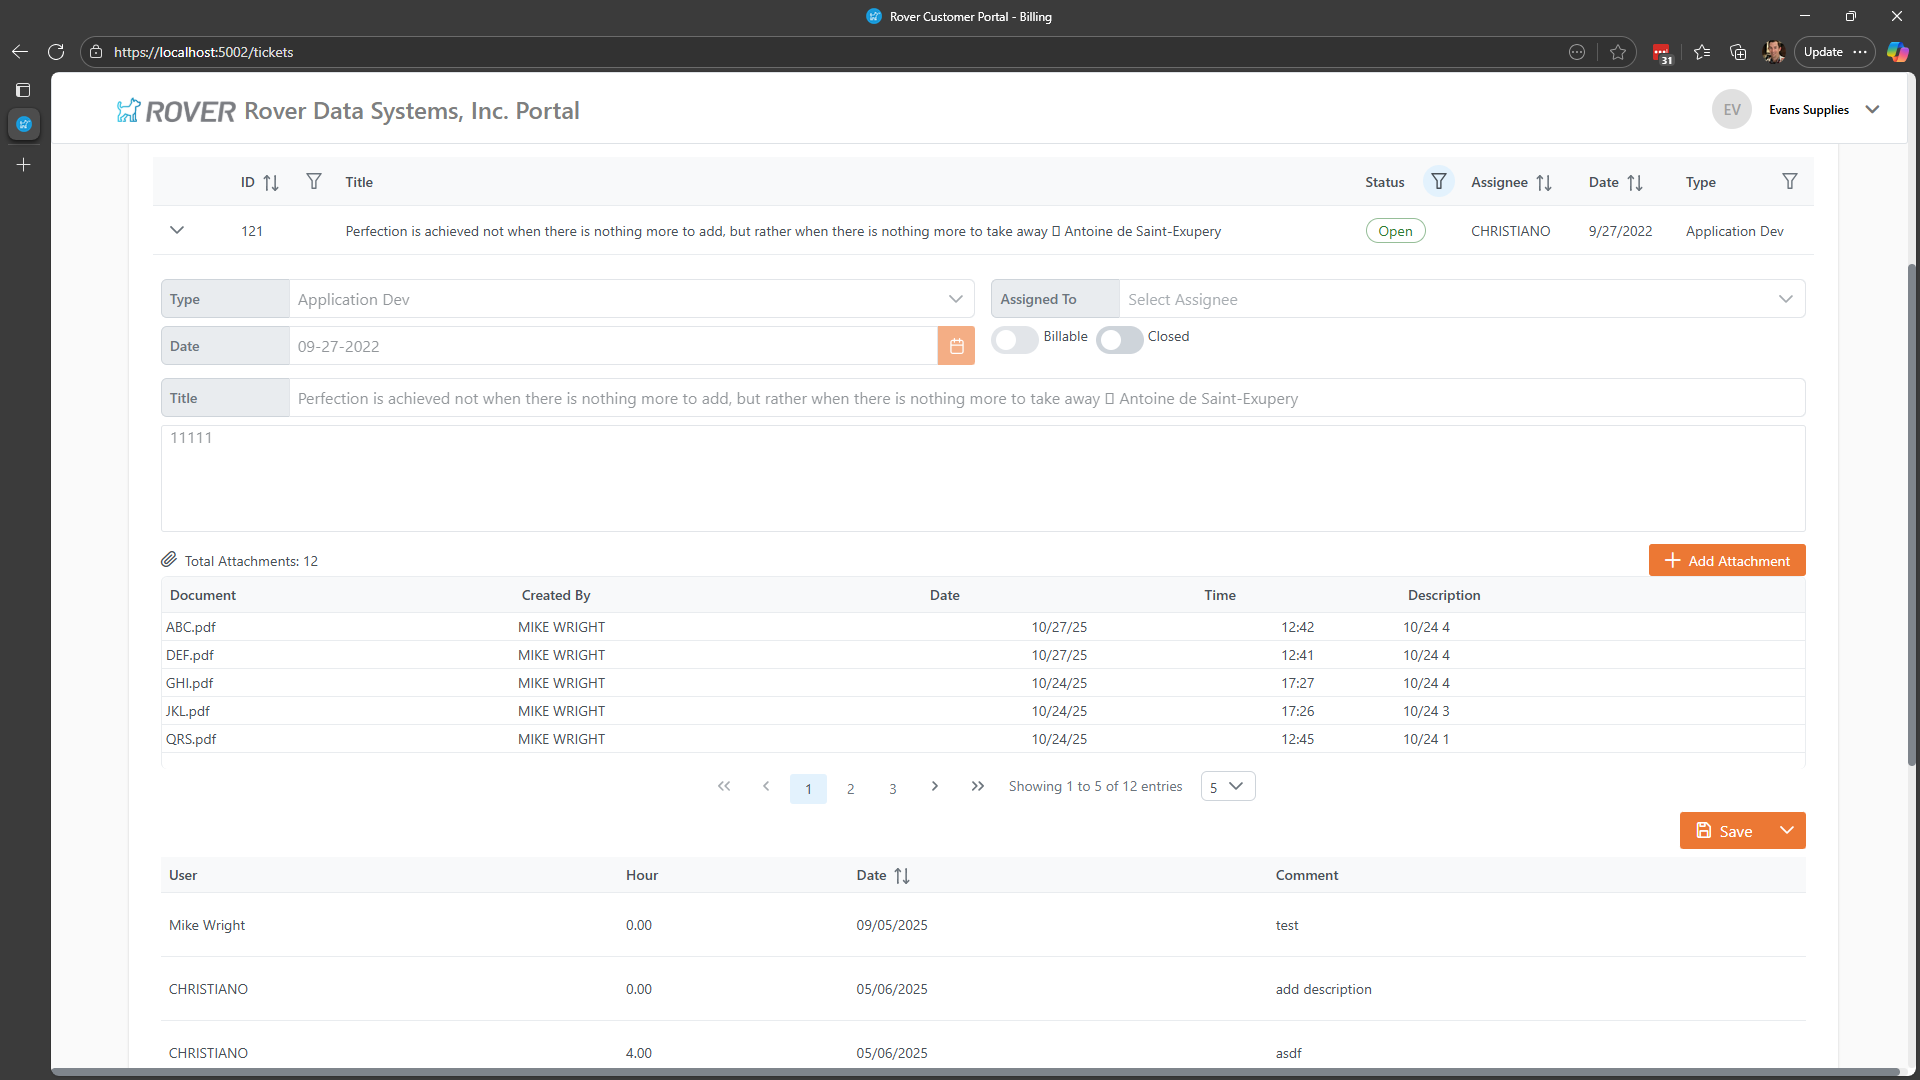 Rover Customer Portal - Billing
https://localhost:5002/tickets
31
Update
ROVER Rover Data Systems, Inc. Portal
EV Evans Supplies
ID Title Status Assignee Date Type
121 Perfection is achieved not when there is nothing more to add, but rather when there is nothing more to take away ▯ Antoine de Saint-Exupery Open CHRISTIANO 9/27/2022 Application Dev
Type Application Dev Assigned To Select Assignee
Date 09-27-2022 Billable Closed
Title Perfection is achieved not when there is nothing more to add, but rather when there is nothing more to take away ▯ Antoine de Saint-Exupery
11111
Total Attachments: 12 Add Attachment
Document Created By Date Time Description
ABC.pdf MIKE WRIGHT 10/27/25 12:42 10/24 4
DEF.pdf MIKE WRIGHT 10/27/25 12:41 10/24 4
GHI.pdf MIKE WRIGHT 10/24/25 17:27 10/24 4
JKL.pdf MIKE WRIGHT 10/24/25 17:26 10/24 3
QRS.pdf MIKE WRIGHT 10/24/25 12:45 10/24 1
1 2 3 Showing 1 to 5 of 12 entries 5
Save
User Hour Date Comment
Mike Wright 0.00 09/05/2025 test
CHRISTIANO 0.00 05/06/2025 add description
CHRISTIANO 4.00 05/06/2025 asdf